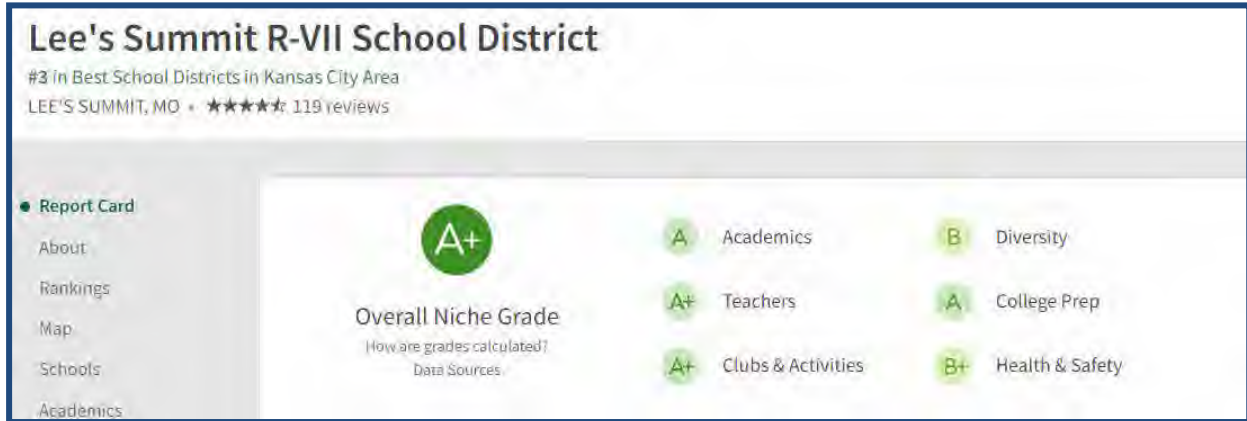 Lee's Summit R-VII School District
#3 in Best School Districts in Kansas City Area
LEE'S SUMMIT, MO • ★★★★⯪ 119 reviews
Report Card
About
Rankings
Map
Schools
Academics
A+
Overall Niche Grade
How are grades calculated?
Data Sources
A Academics
A+ Teachers
A+ Clubs & Activities
B Diversity
A College Prep
B+ Health & Safety